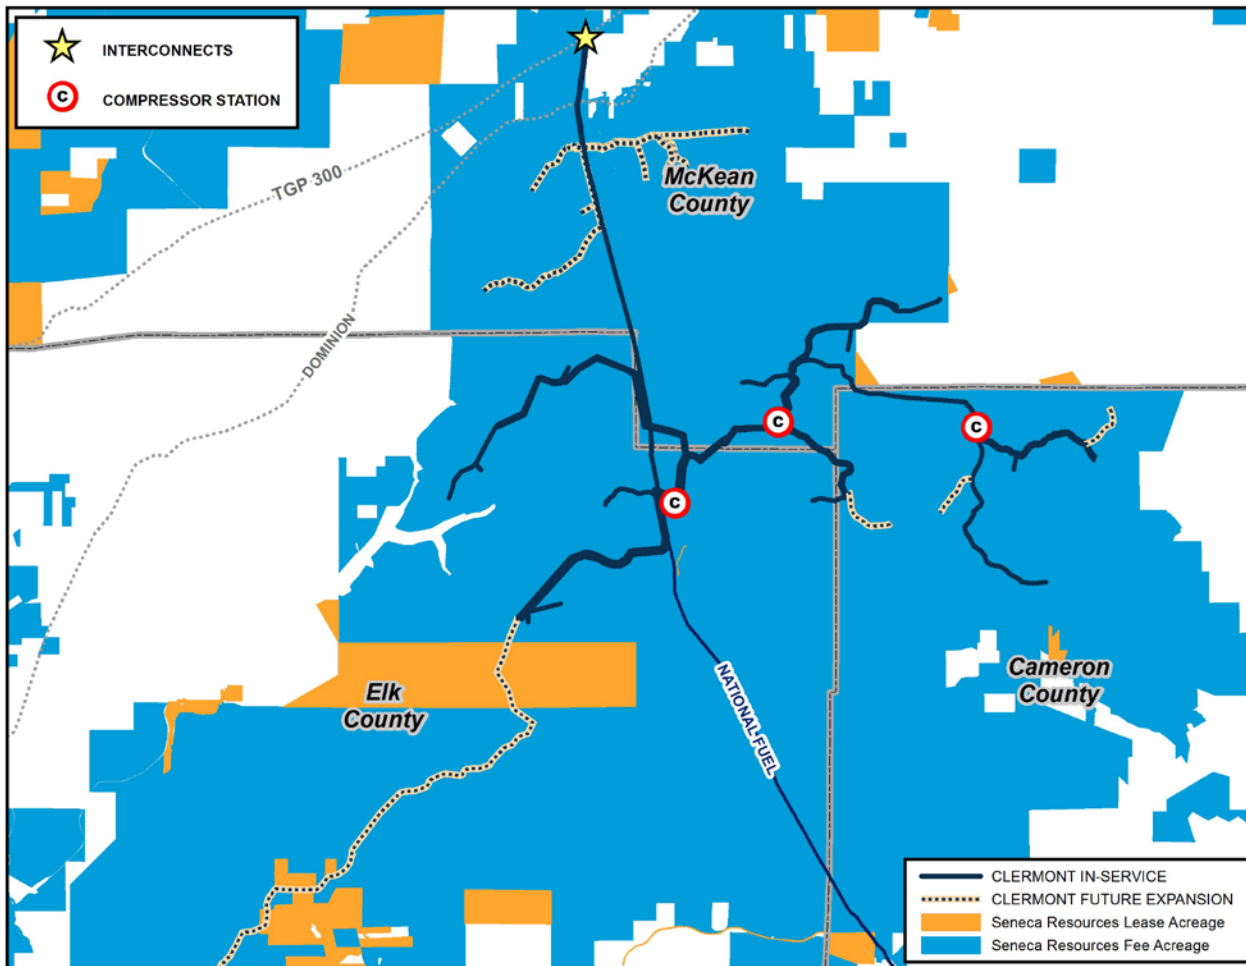 INTERCONNECTS
C
COMPRESSOR STATION
TGP 300
McKean
County
DOMINION
C
C
C
NATIONAL FUEL
Elk
County
Cameron
County
CLERMONT IN-SERVICE
CLERMONT FUTURE EXPANSION
Seneca Resources Lease Acreage
Seneca Resources Fee Acreage